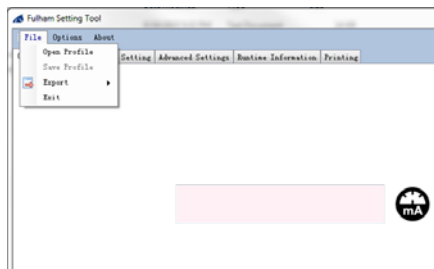 Fulham Setting Tool
File Options About
Setting Advanced Settings Runtime Information Printing
Open Profile
Save Profile
Export
Exit
mA